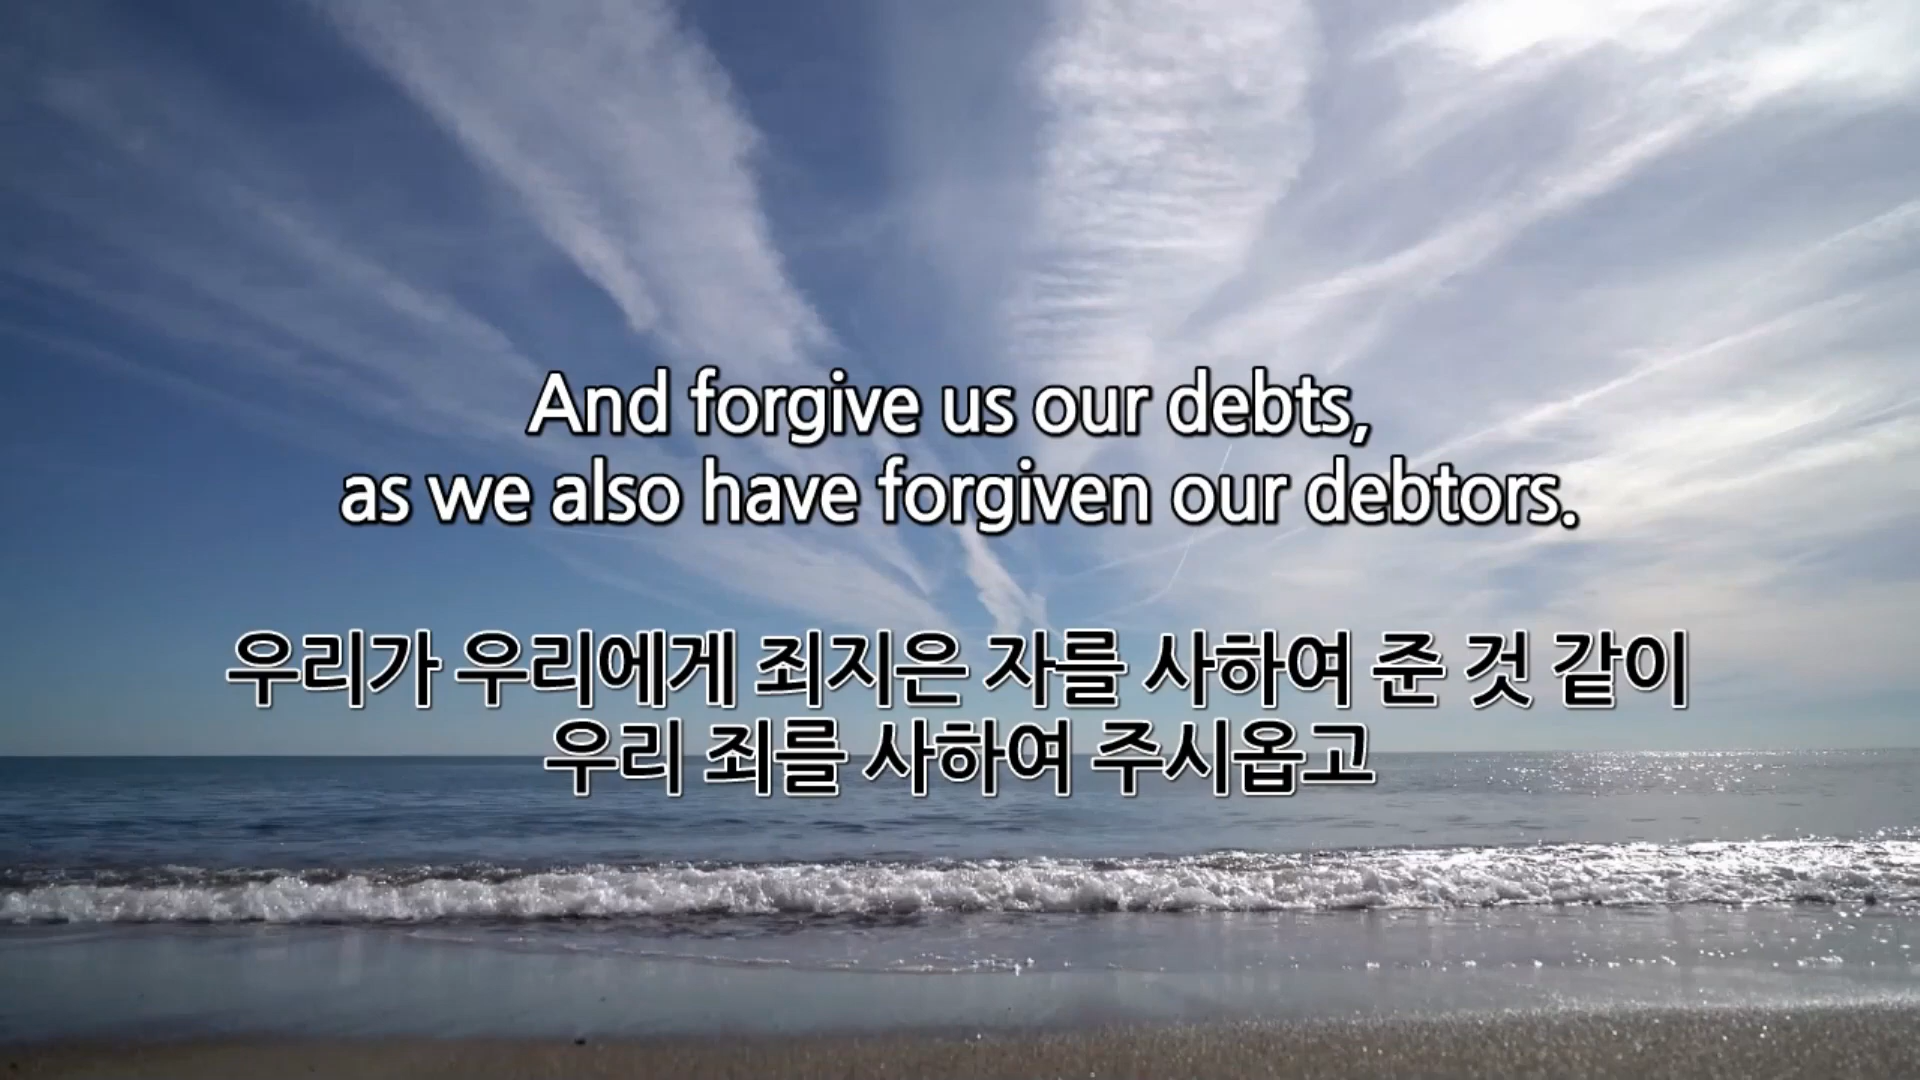 And forgive us our debts,
as we also have forgiven our debtors.
우리가 우리에게 죄지은 자를 사하여 준 것 같이
우리 죄를 사하여 주시옵고